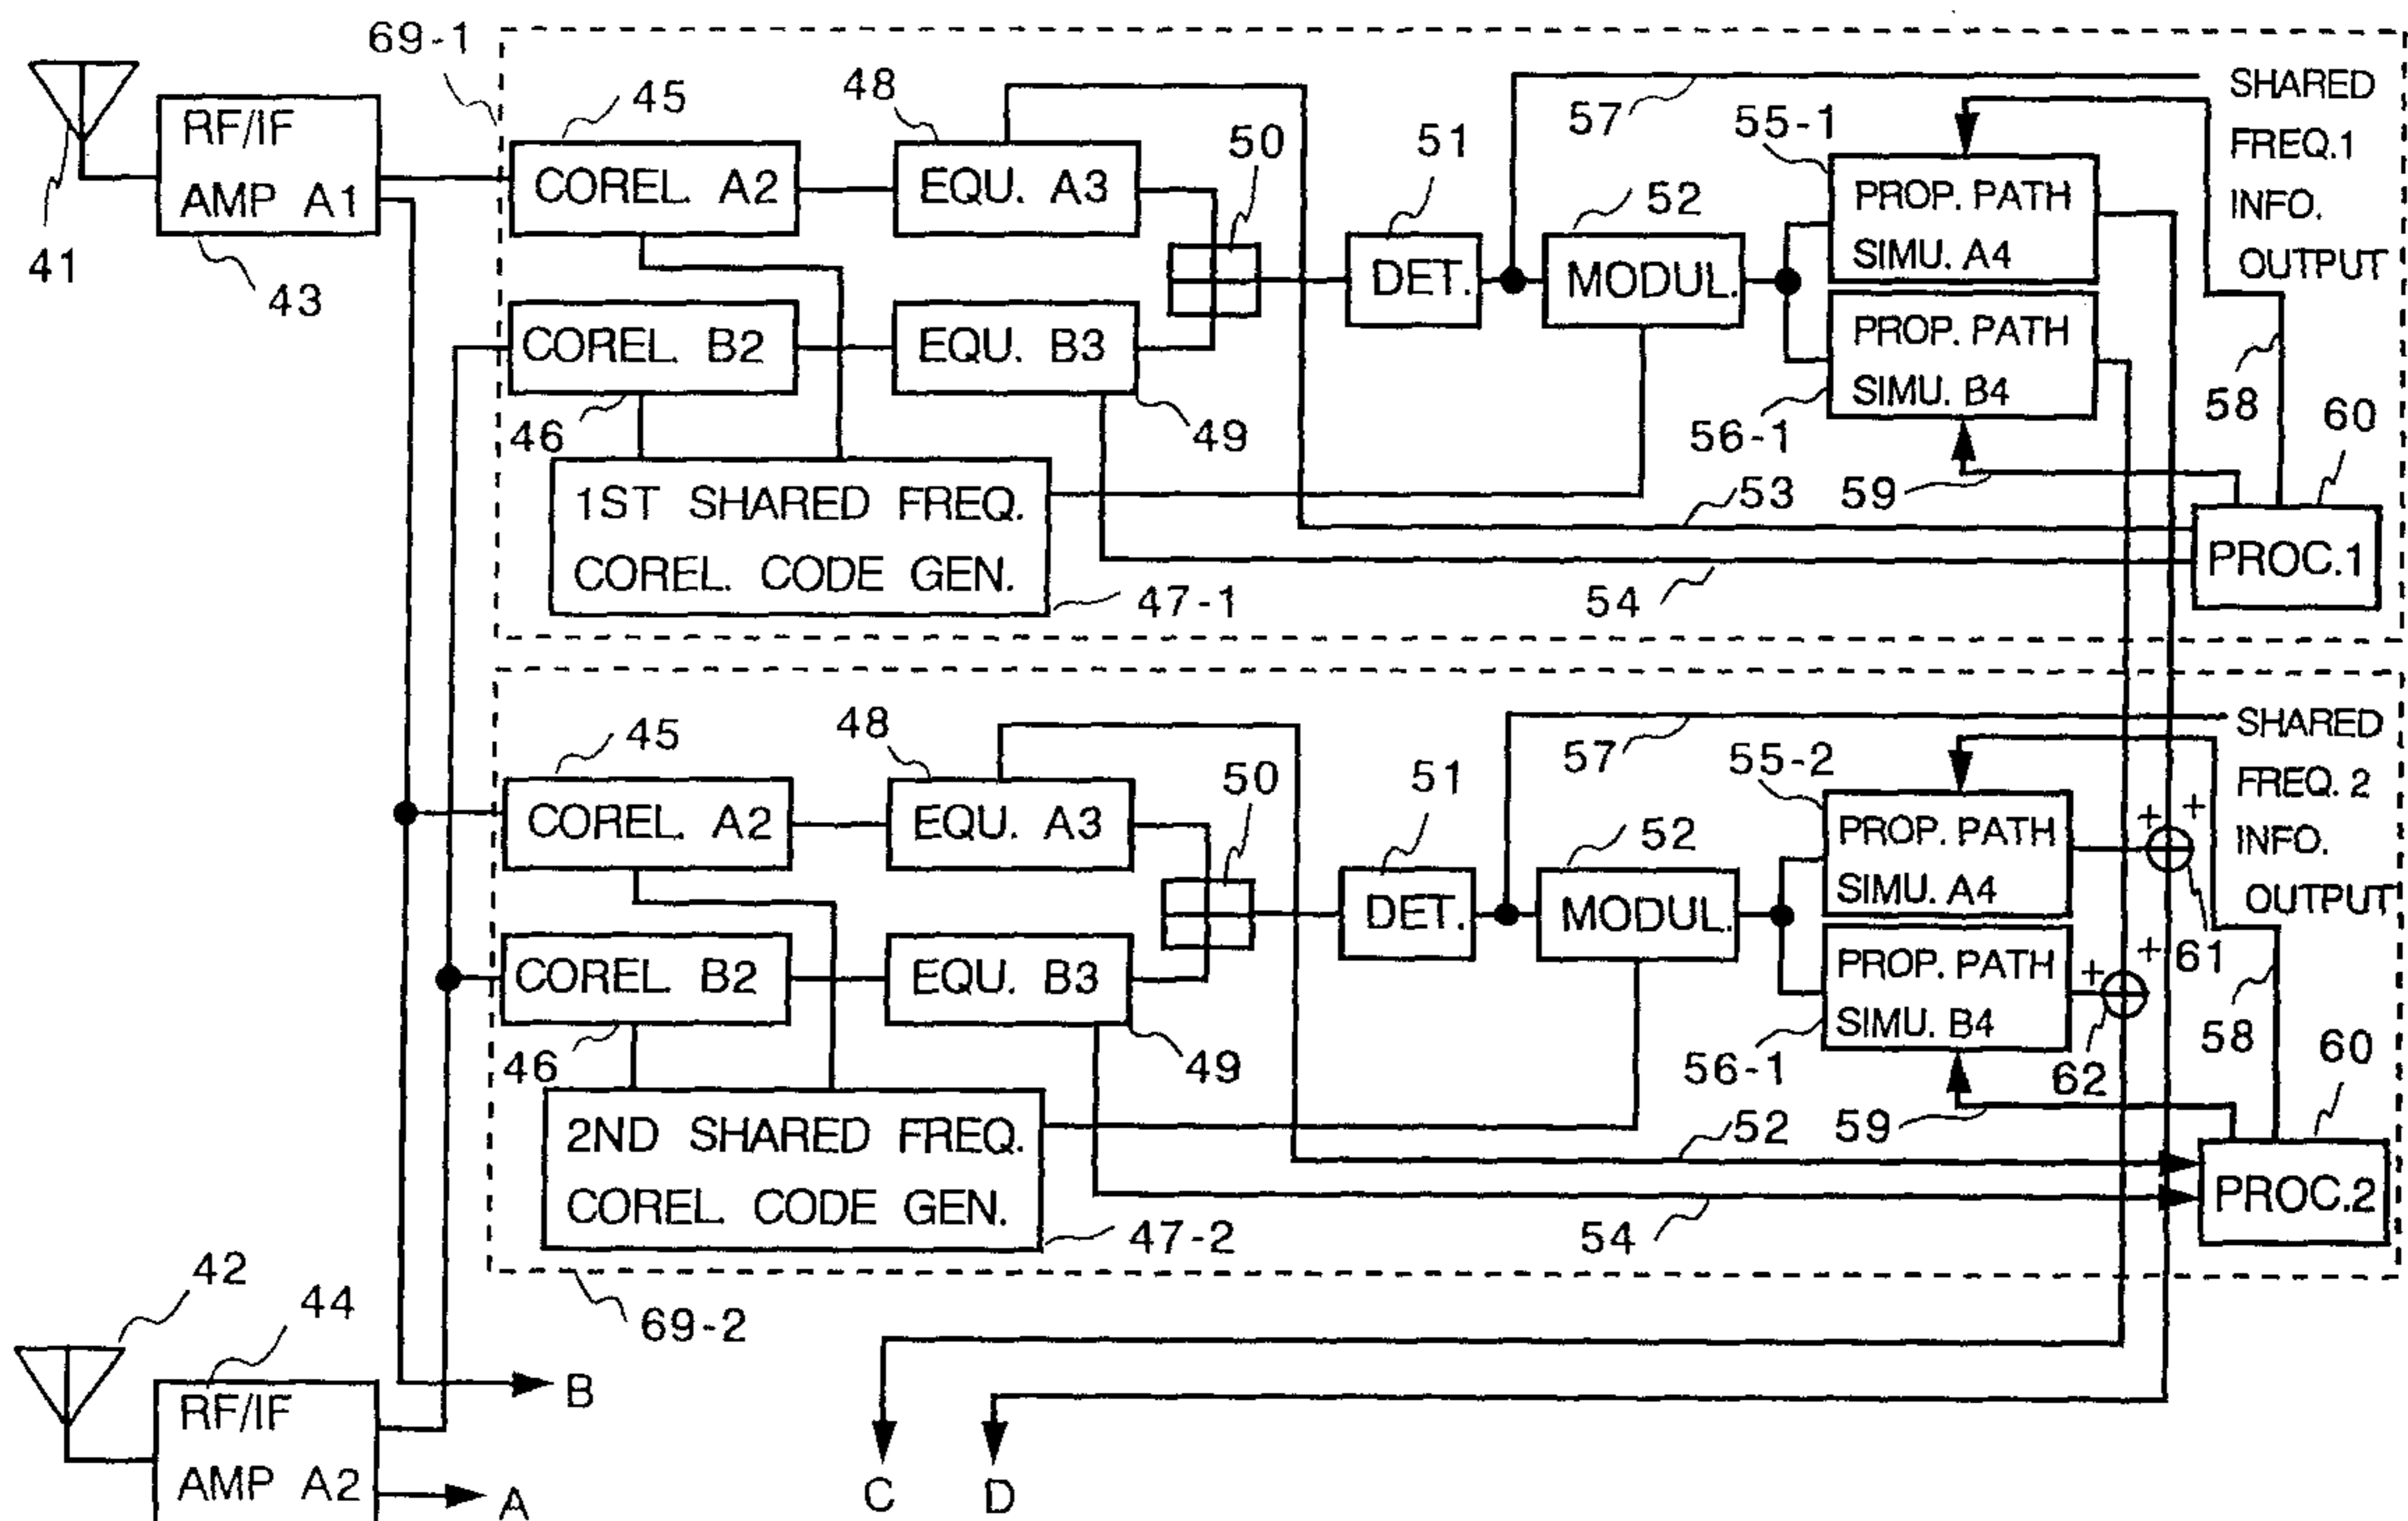 69-1
41
RF/IF
AMP A1
43
45
COREL. A2
48
EQU. A3
50
51
DET.
52
MODUL.
57
55-1
PROP. PATH
SIMU. A4
SHARED
FREQ.1
INFO.
OUTPUT
COREL. B2
46
EQU. B3
49
PROP. PATH
SIMU. B4
56-1
58
59
60
1ST SHARED FREQ.
COREL. CODE GEN.
47-1
53
54
PROC.1
45
COREL. A2
48
EQU. A3
50
51
DET.
52
MODUL.
57
55-2
PROP. PATH
SIMU. A4
+
+
61
SHARED
FREQ. 2
INFO.
OUTPUT
COREL. B2
46
EQU. B3
49
PROP. PATH
SIMU. B4
56-1
+
+
62
58
59
60
2ND SHARED FREQ.
COREL. CODE GEN.
47-2
52
54
PROC.2
69-2
42
44
RF/IF
AMP A2
B
A
C
D